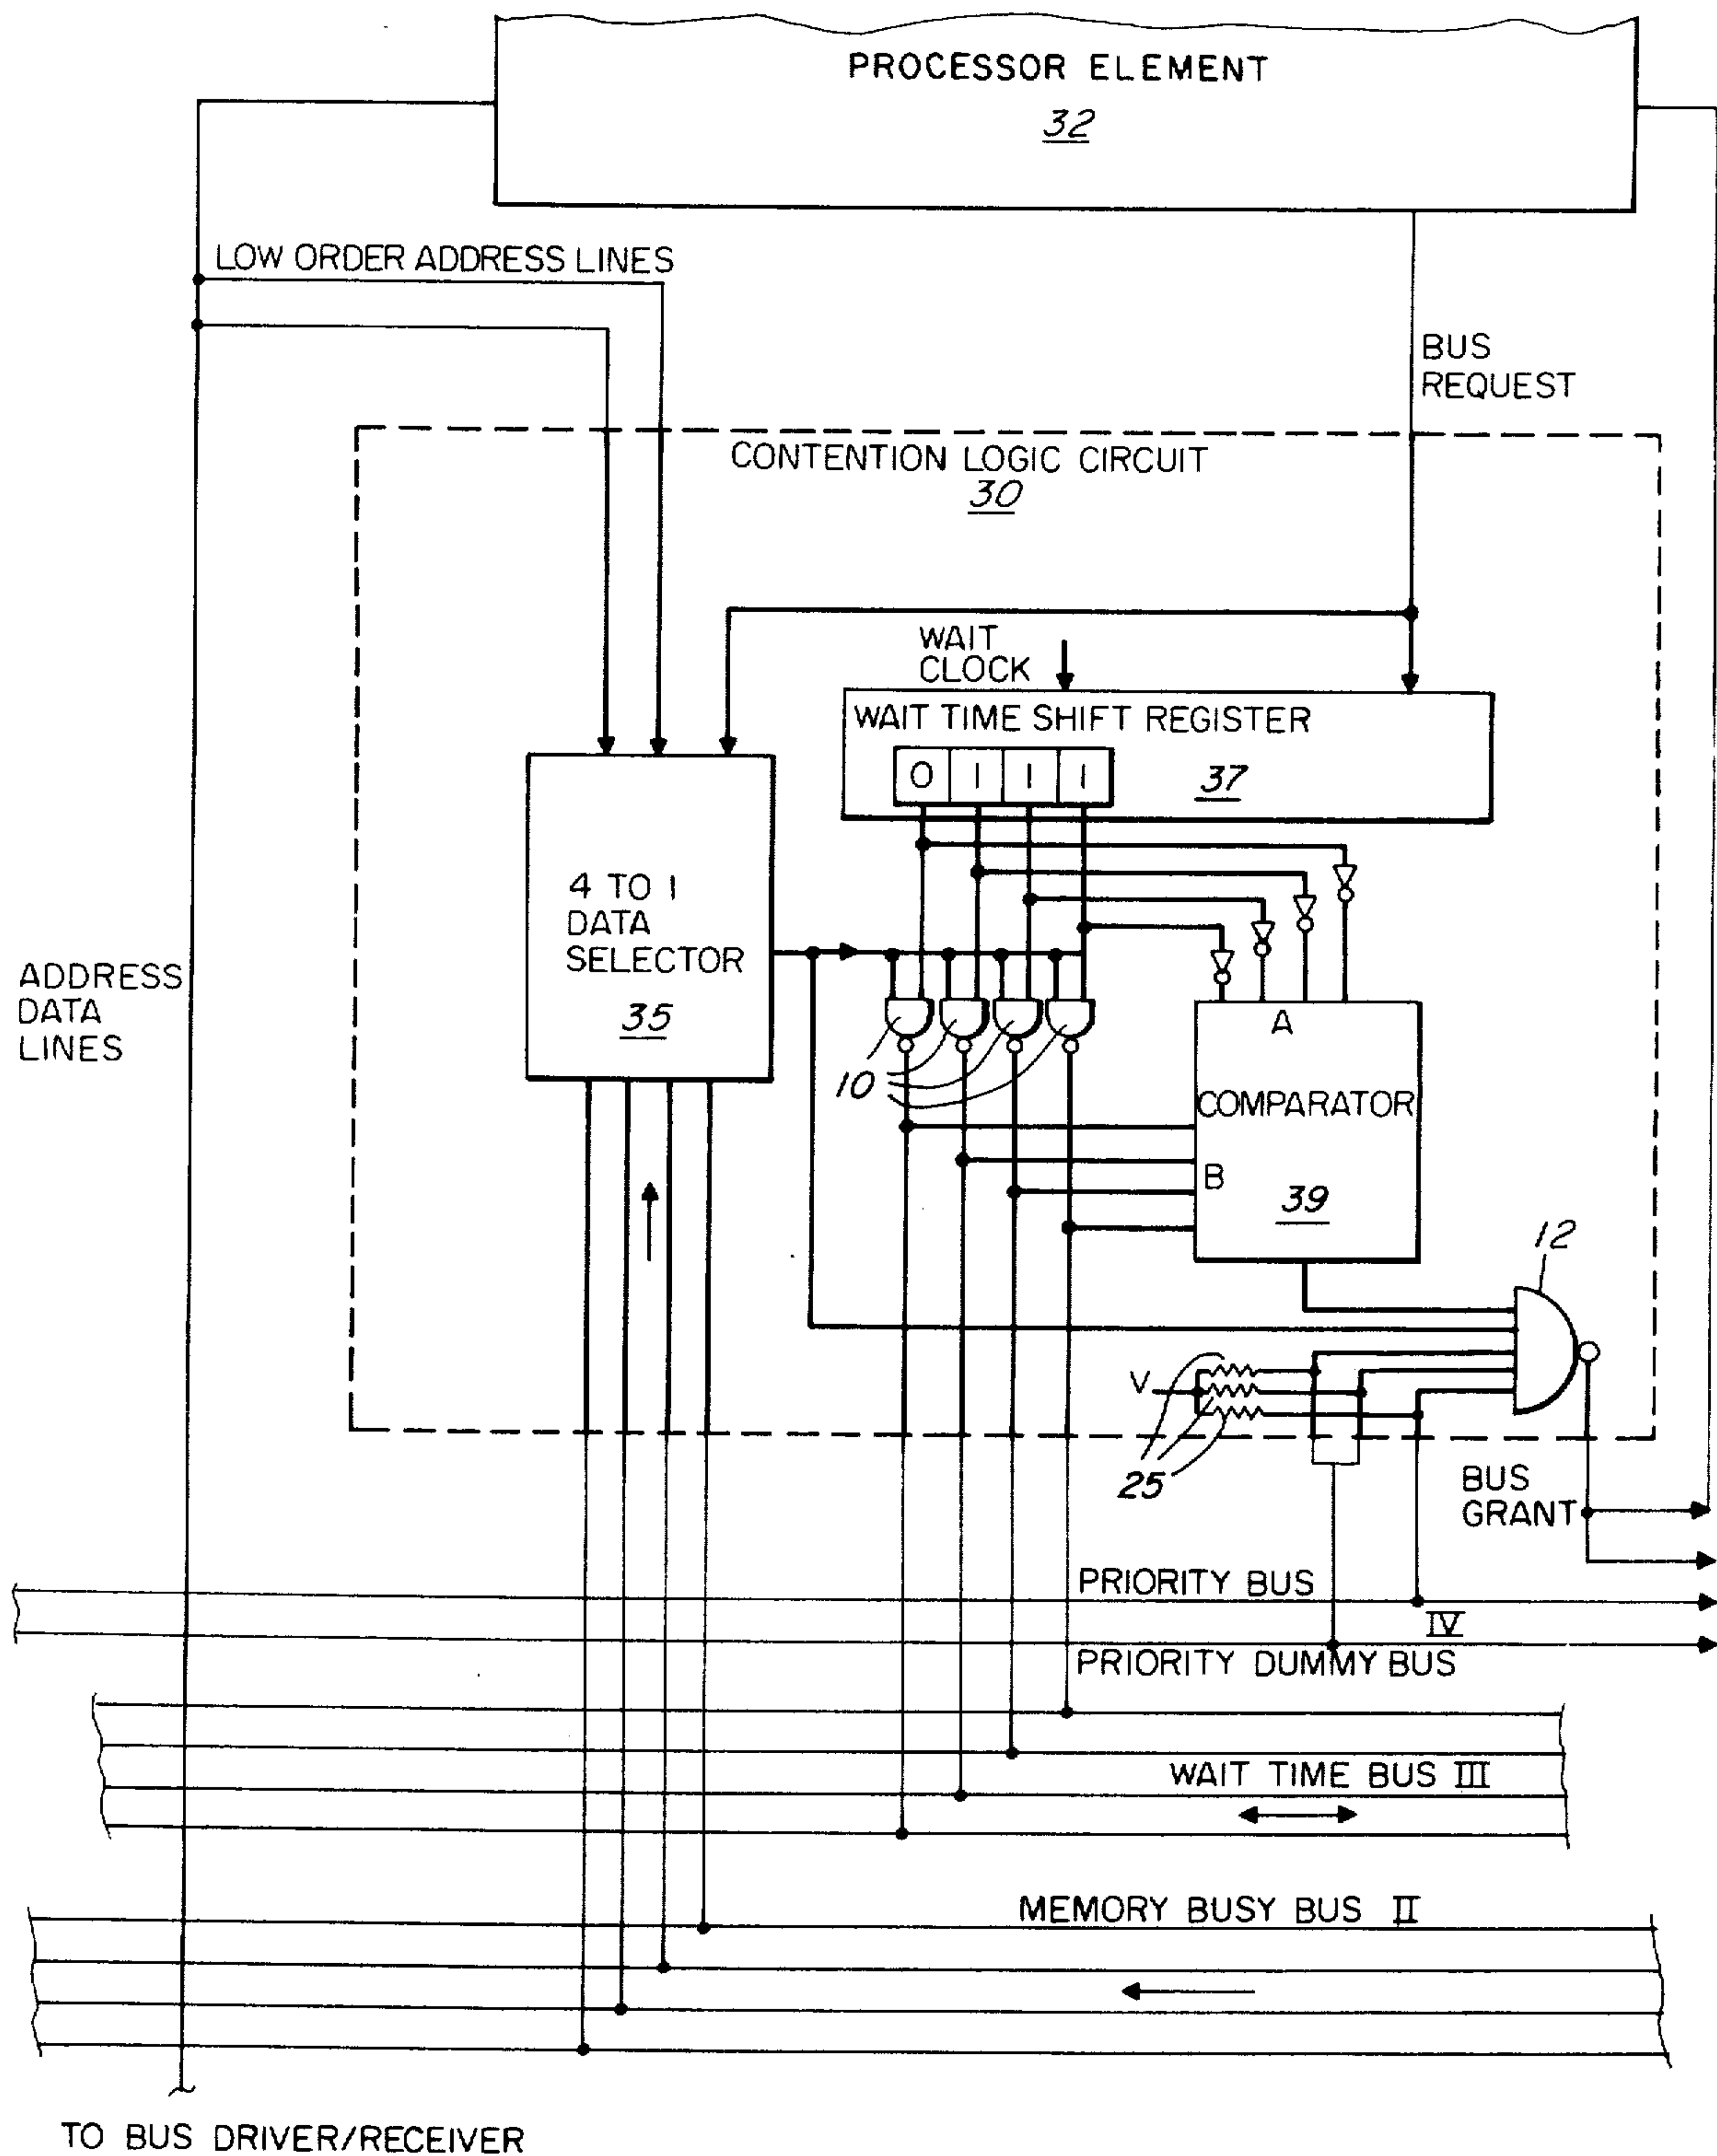 PROCESSOR ELEMENT
32
LOW ORDER ADDRESS LINES
BUS
REQUEST
CONTENTION LOGIC CIRCUIT
30
WAIT
CLOCK
WAIT TIME SHIFT REGISTER
0 1 1 1
37
4 TO 1
DATA
SELECTOR
35
ADDRESS
DATA
LINES
10
A
COMPARATOR
B
39
12
V
25
BUS
GRANT
PRIORITY BUS
IV
PRIORITY DUMMY BUS
WAIT TIME BUS III
MEMORY BUSY BUS II
TO BUS DRIVER/RECEIVER